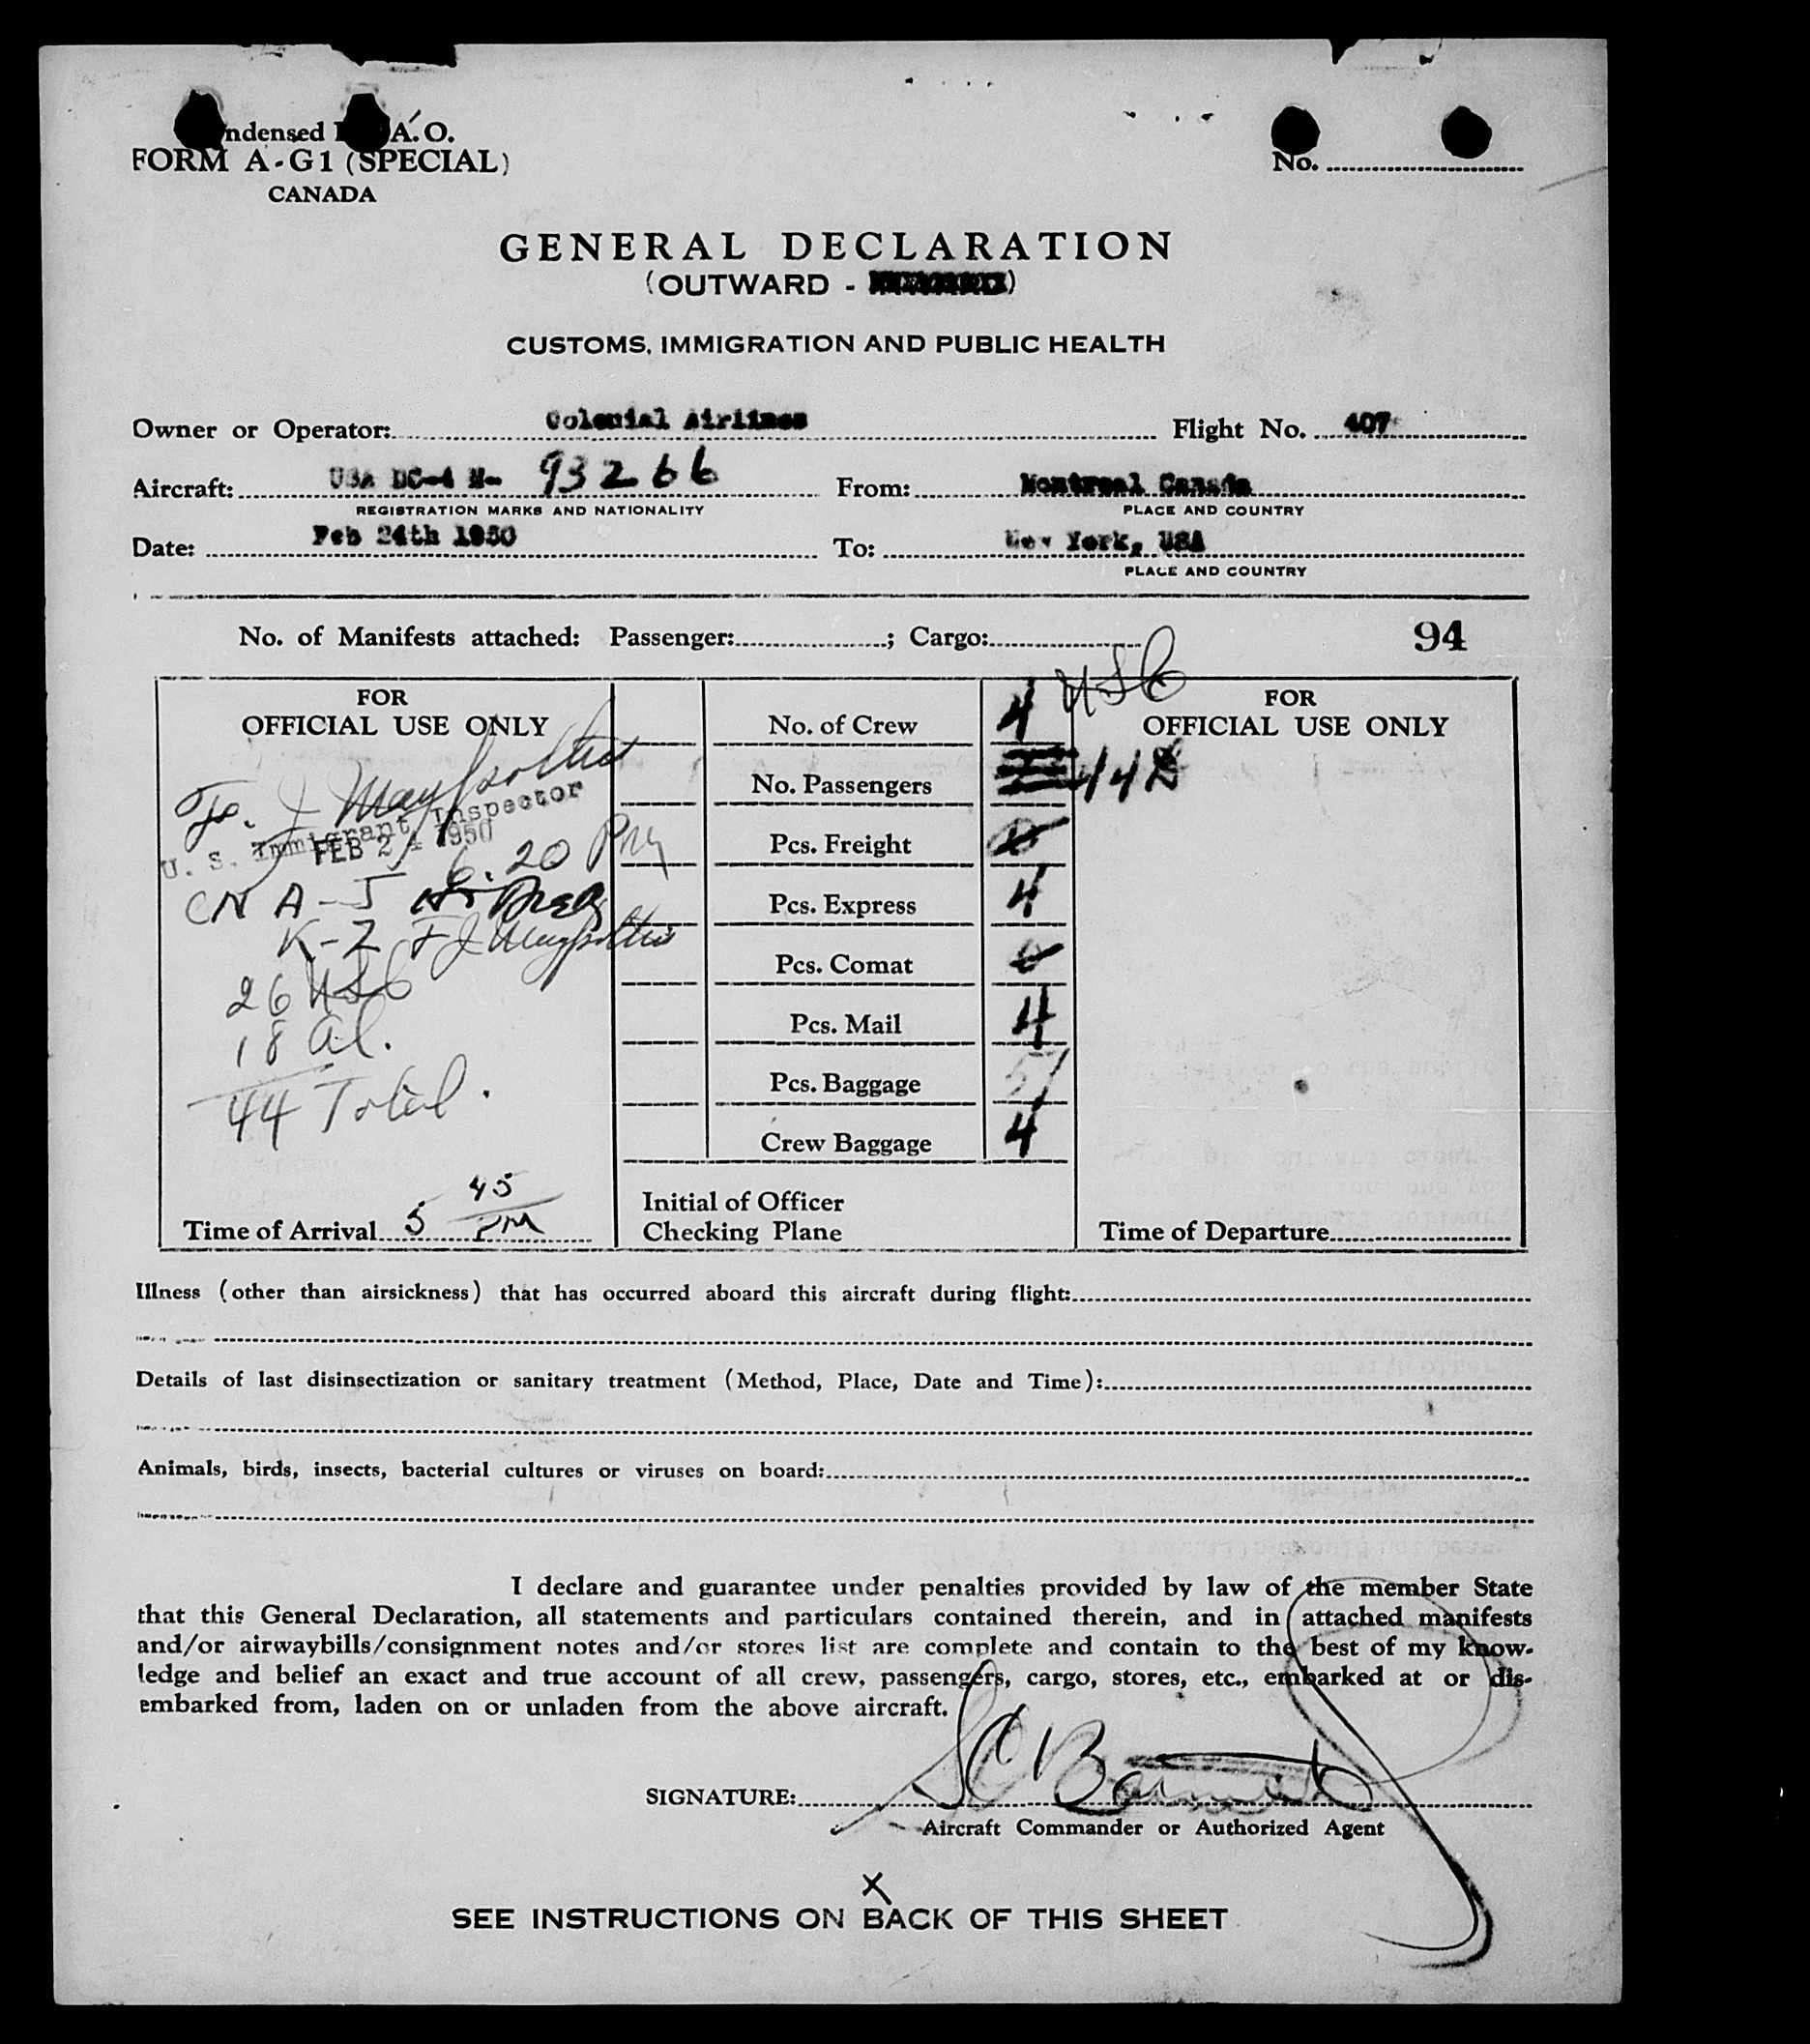 ndensed A. O.
FORM A-G1 (SPECIAL)
CANADA
No.
GENERAL DECLARATION
(OUTWARD - )
CUSTOMS, IMMIGRATION AND PUBLIC HEALTH
Owner or Operator: Colonial Airlines Flight No. 407
Aircraft: USA DC-4 N- 93266 From: Montreal Canada
REGISTRATION MARKS AND NATIONALITY PLACE AND COUNTRY
Date: Feb 24th 1950 To: New York, USA
PLACE AND COUNTRY
No. of Manifests attached: Passenger: ; Cargo: 94
FOR
OFFICIAL USE ONLY
U. S. Immigrant Inspector
FEB 24 1950
6.20 PM
CN A-J
K-Z
26 USC
18 al.
44 Total.
Time of Arrival 5 45 PM
No. of Crew 4 USC
No. Passengers 44
Pcs. Freight 0
Pcs. Express 4
Pcs. Comat 0
Pcs. Mail 4
Pcs. Baggage 51
Crew Baggage 4
Initial of Officer
Checking Plane
FOR
OFFICIAL USE ONLY
Time of Departure
Illness (other than airsickness) that has occurred aboard this aircraft during flight:
Details of last disinsectization or sanitary treatment (Method, Place, Date and Time):
Animals, birds, insects, bacterial cultures or viruses on board:
I declare and guarantee under penalties provided by law of the member State
that this General Declaration, all statements and particulars contained therein, and in attached manifests
and/or airwaybills/consignment notes and/or stores list are complete and contain to the best of my know-
ledge and belief an exact and true account of all crew, passengers, cargo, stores, etc., embarked at or dis-
embarked from, laden on or unladen from the above aircraft.
SIGNATURE:
Aircraft Commander or Authorized Agent
X
SEE INSTRUCTIONS ON BACK OF THIS SHEET